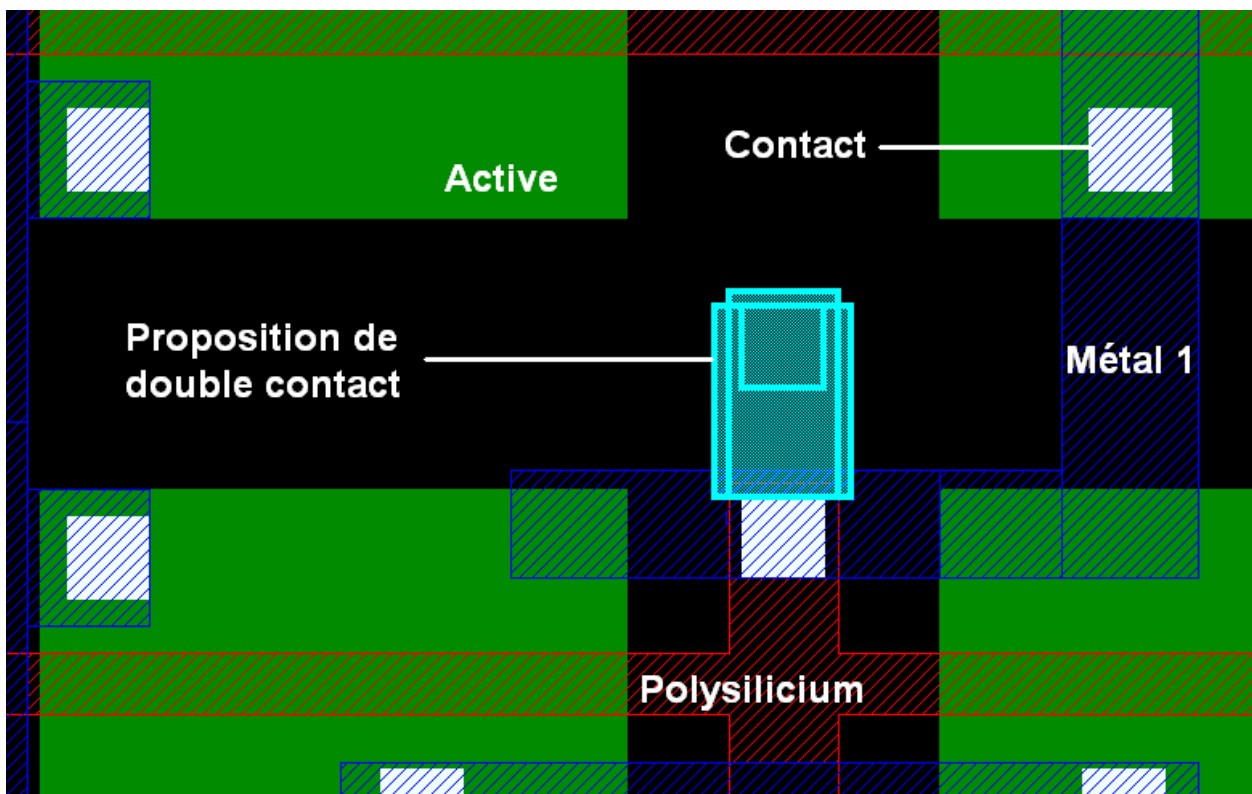 Contact
Active
Proposition de
double contact
Métal 1
Polysilicium